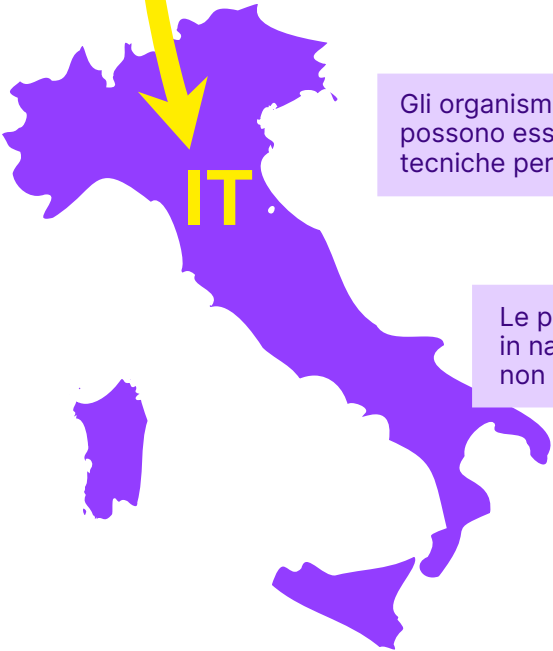 IT
Gli organism
possono ess
tecniche per
Le p
in na
non